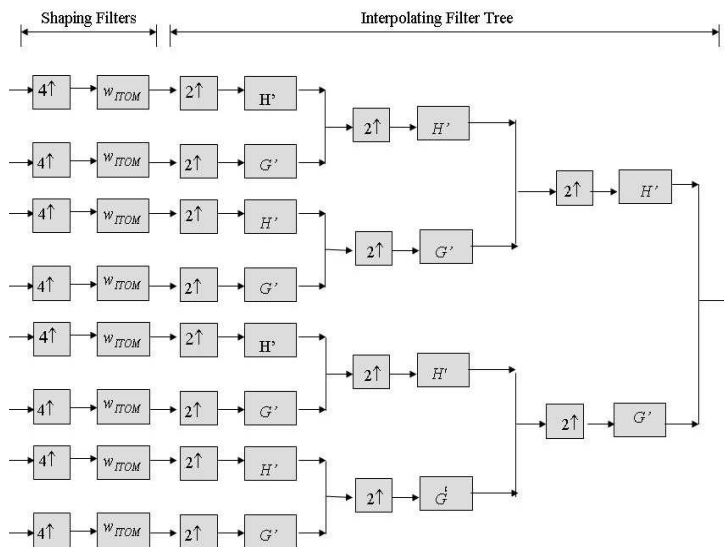 Shaping Filters Interpolating Filter Tree
4↑ w_ITOM 2↑ H'
2↑ H'
4↑ w_ITOM 2↑ G'
2↑ H'
4↑ w_ITOM 2↑ H'
2↑ G'
4↑ w_ITOM 2↑ G'
4↑ w_ITOM 2↑ H'
2↑ H'
4↑ w_ITOM 2↑ G'
2↑ G'
4↑ w_ITOM 2↑ H'
2↑ G'
4↑ w_ITOM 2↑ G'